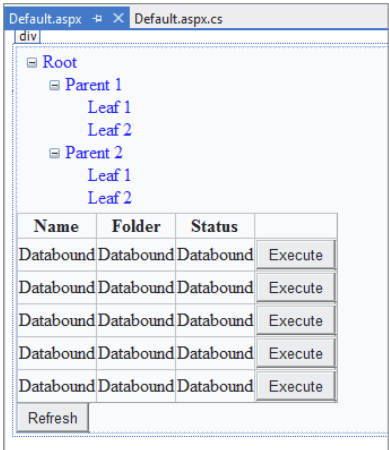 Default.aspx Default.aspx.cs
div
Root
Parent 1
Leaf 1
Leaf 2
Parent 2
Leaf 1
Leaf 2
Name Folder Status
Databound Databound Databound Execute
Databound Databound Databound Execute
Databound Databound Databound Execute
Databound Databound Databound Execute
Databound Databound Databound Execute
Refresh